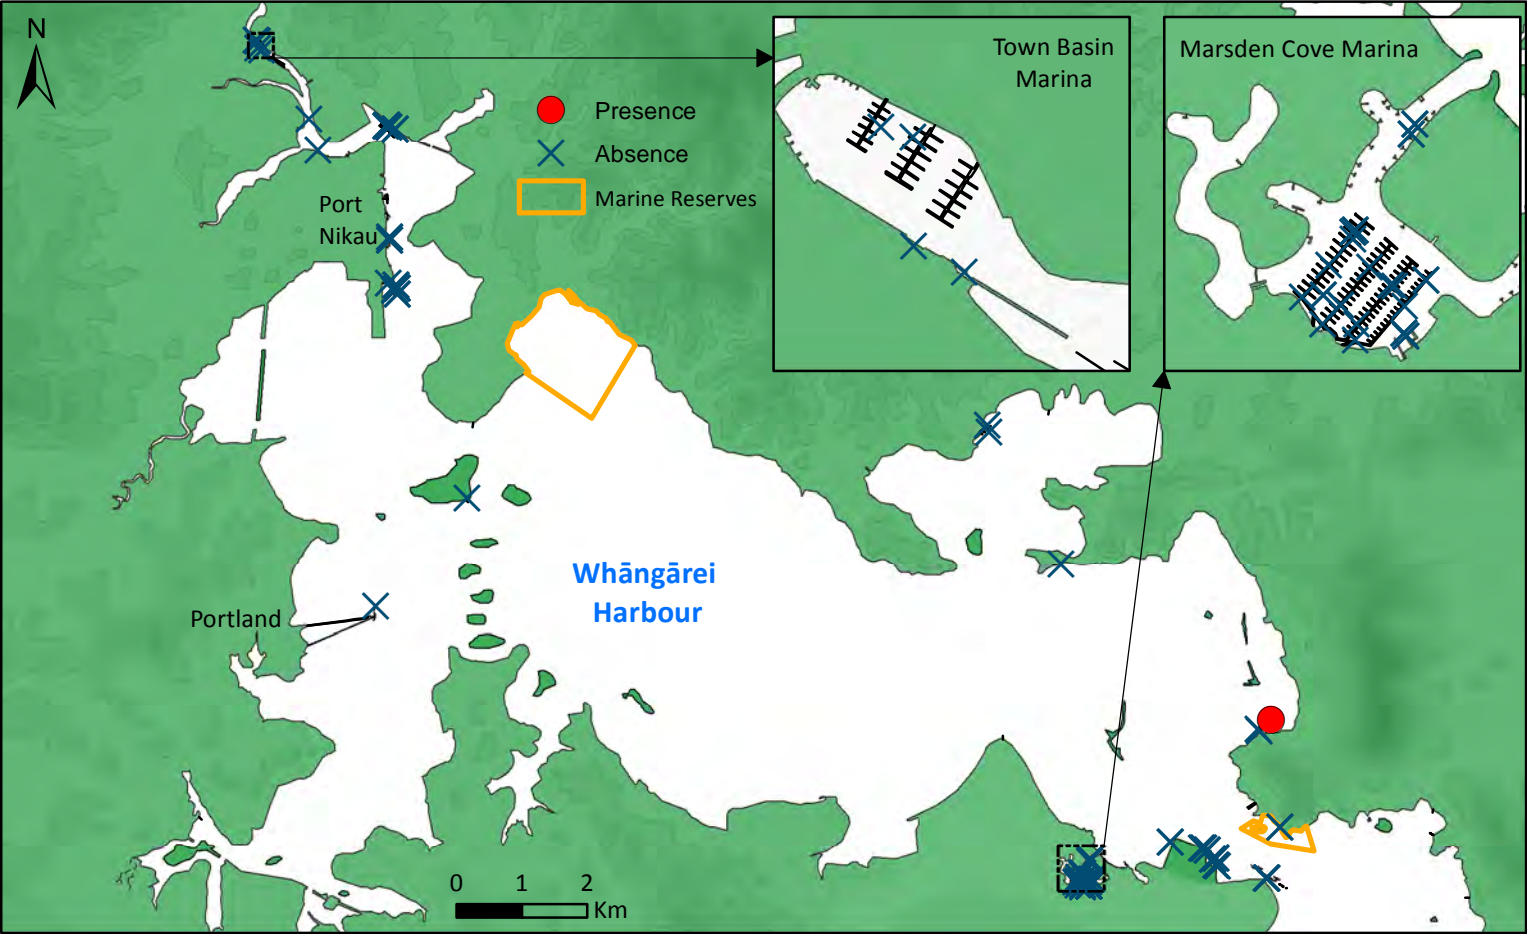 N
Town Basin
Marina
Marsden Cove Marina
Presence
Absence
Marine Reserves
Port
Nikau
Whāngārei
Harbour
Portland
0 1 2
Km